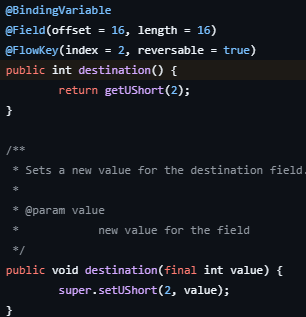 @BindingVariable
@Field(offset = 16, length = 16)
@FlowKey(index = 2, reversable = true)
public int destination() {
        return getUShort(2);
}

/**
 * Sets a new value for the destination field.
 *
 * @param value
 *            new value for the field
 */
public void destination(final int value) {
        super.setUShort(2, value);
}